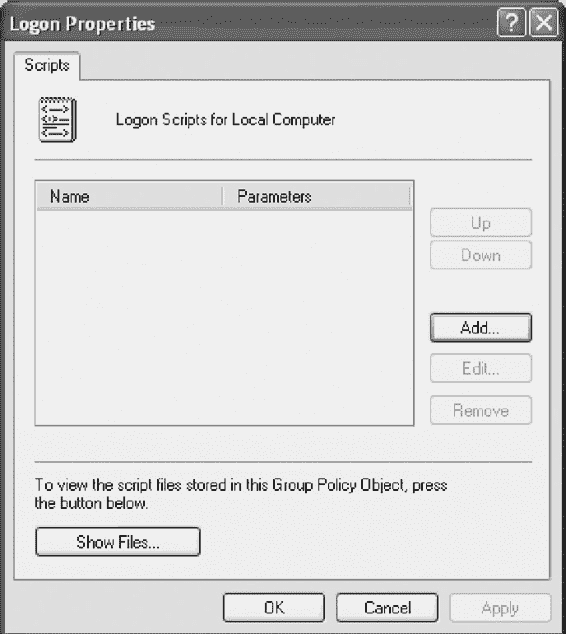 Logon Properties
Scripts
Logon Scripts for Local Computer
Name Parameters
Up
Down
Add...
Edit...
Remove
To view the script files stored in this Group Policy Object, press
the button below.
Show Files...
OK Cancel Apply